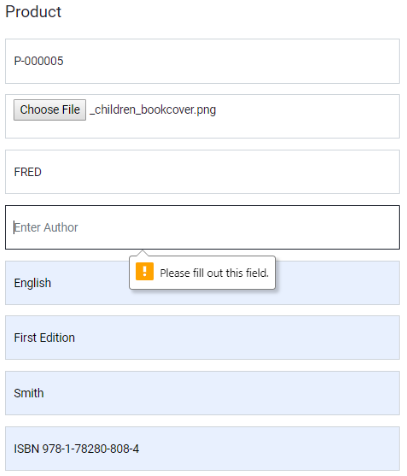 Product
P-000005
Choose File _children_bookcover.png
FRED
Enter Author
Please fill out this field.
English
First Edition
Smith
ISBN 978-1-78280-808-4